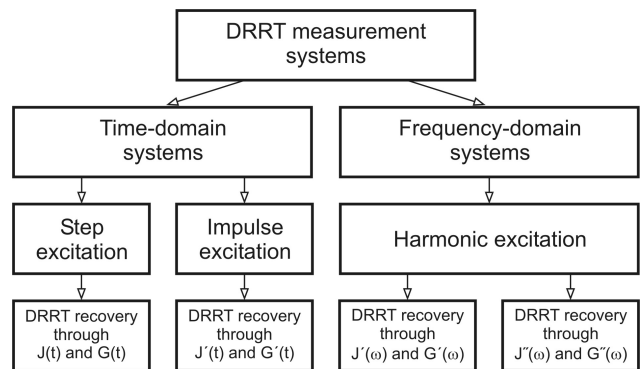 DRRT measurement
systems
Time-domain
systems
Frequency-domain
systems
Step
excitation
Impulse
excitation
Harmonic excitation
DRRT recovery
through
J(t) and G(t)
DRRT recovery
through
J´(t) and G´(t)
DRRT recovery
through
J´(ω) and G´(ω)
DRRT recovery
through
J˝(ω) and G˝(ω)